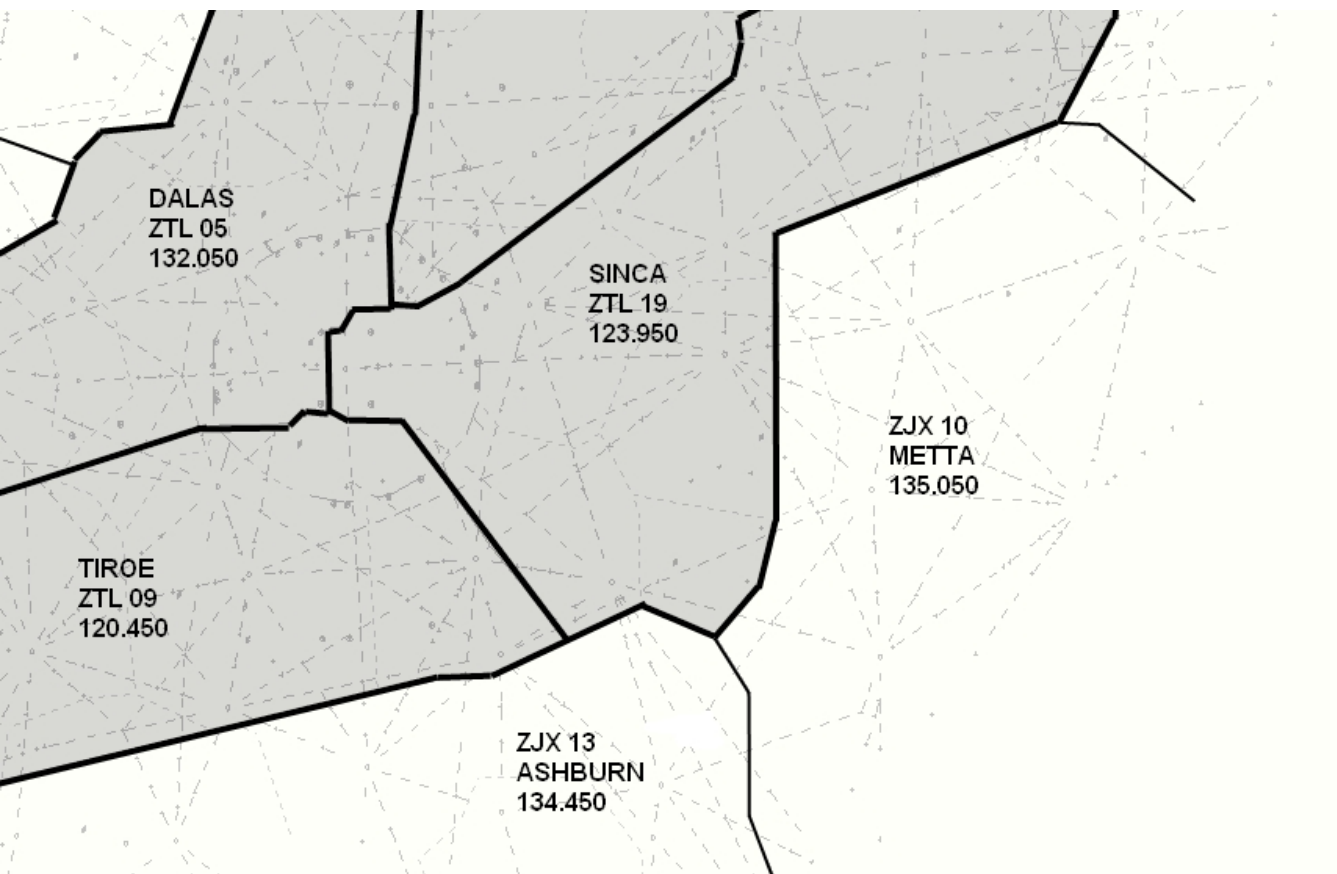 DALAS
ZTL 05
132.050
SINCA
ZTL 19
123.950
ZJX 10
METTA
135.050
TIROE
ZTL 09
120.450
ZJX 13
ASHBURN
134.450